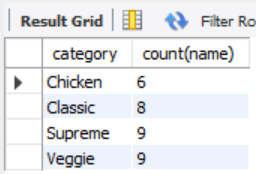 Result Grid Filter Ro
category count(name)
Chicken 6
Classic 8
Supreme 9
Veggie 9